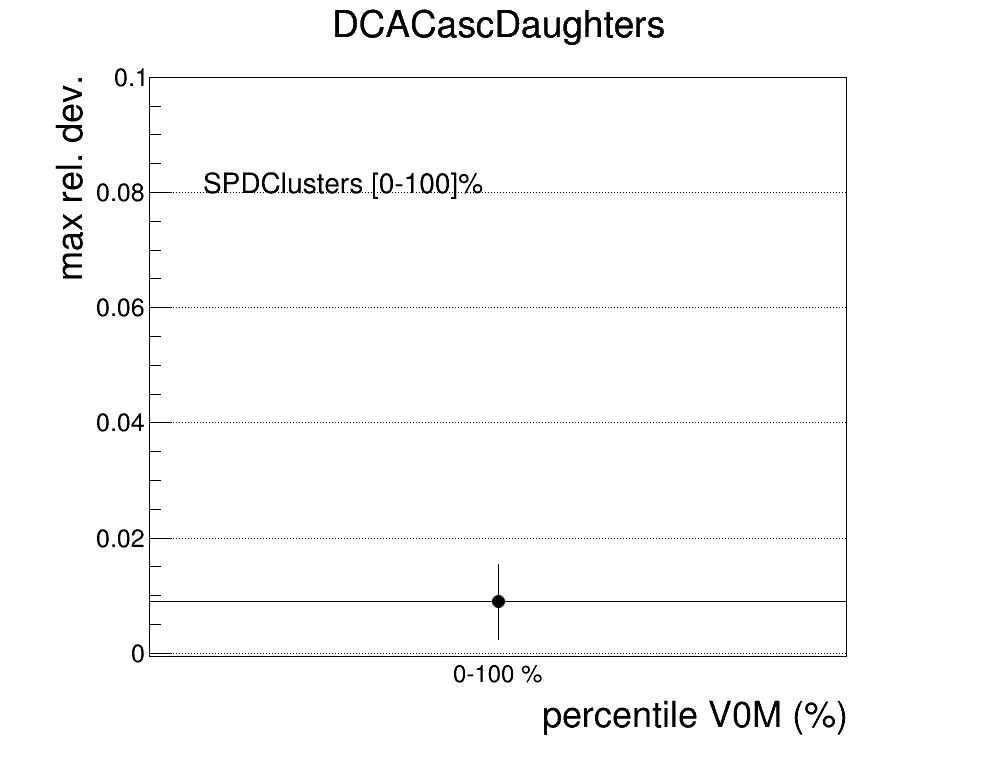 DCACascDaughters
max rel. dev.
0.1
SPDClusters [0-100]%
0.08
0.06
0.04
0.02
0
0-100 %
percentile V0M (%)